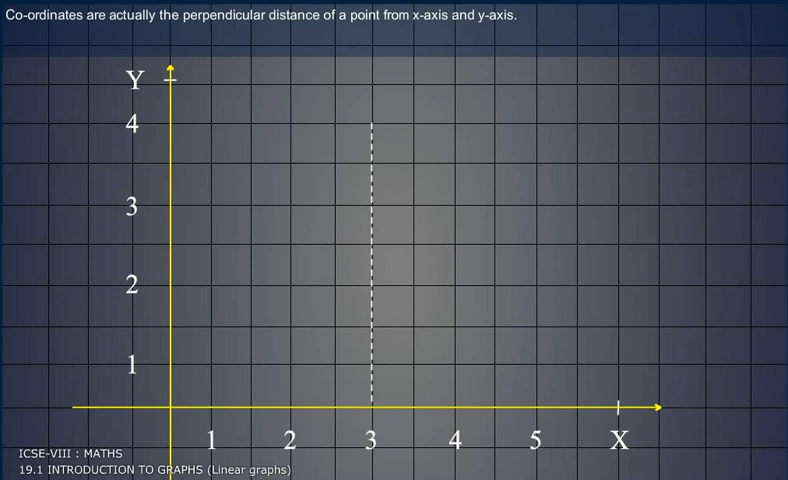 Co-ordinates are actually the perpendicular distance of a point from x-axis and y-axis.
Y
4
3
2
1
1 2 3 4 5 X
ICSE-VIII : MATHS
19.1 INTRODUCTION TO GRAPHS (Linear graphs)